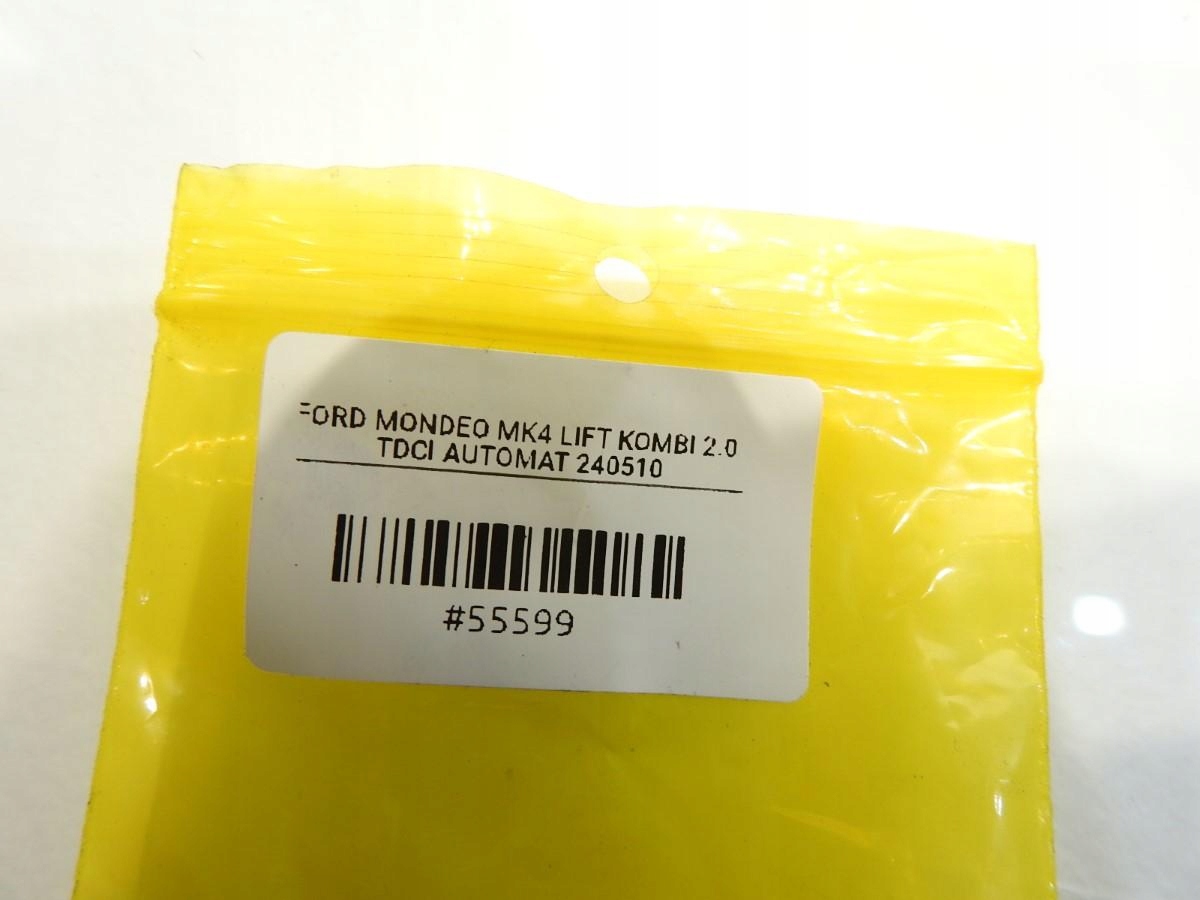 FORD MONDEO MK4 LIFT KOMBI 2.0
TDCI AUTOMAT 240510
#55599